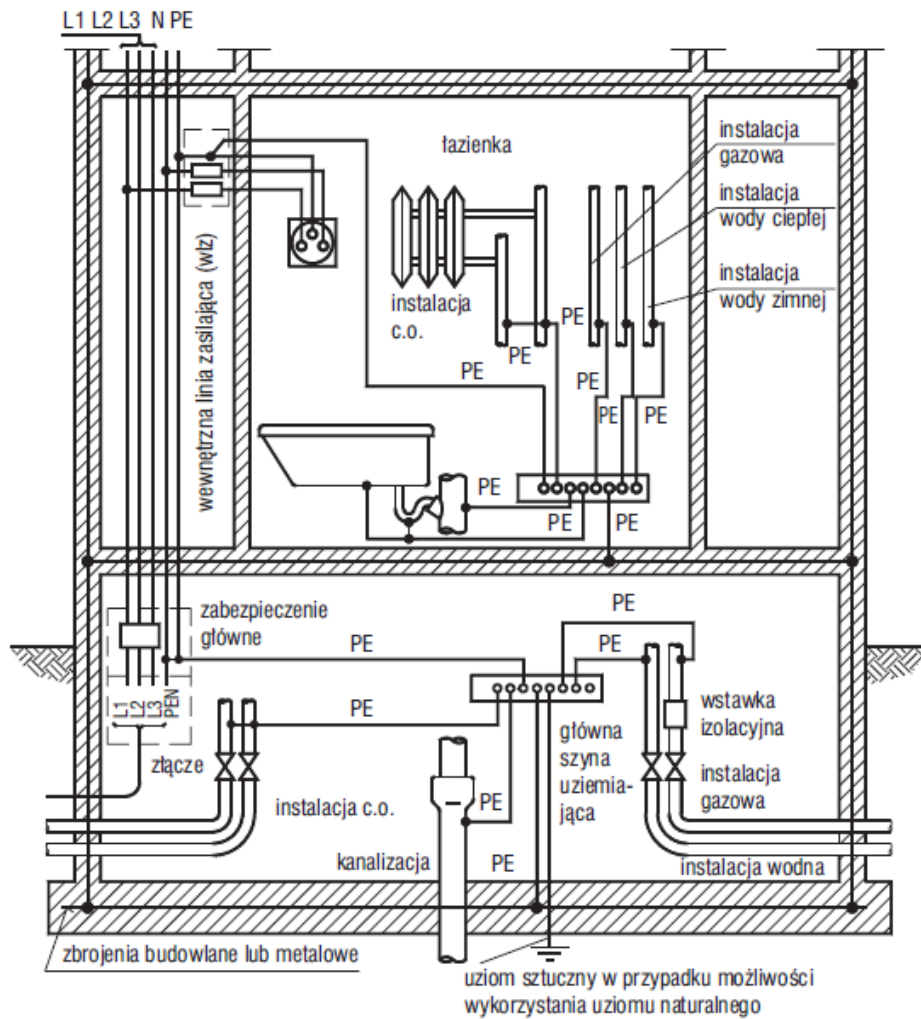 L1 L2 L3 N PE
łazienka
instalacja
gazowa
instalacja
wody ciepłej
instalacja
wody zimnej
wewnętrzna linia zasilająca (wlz)
instalacja
c.o.
PE
PE
PE
PE
PE
PE
PE
PE
PE
zabezpieczenie
główne
PE
PE
PE
L1
L2
L3
PEN
złącze
PE
główna
szyna
uziemia-
jąca
wstawka
izolacyjna
instalacja
gazowa
instalacja c.o.
PE
kanalizacja
PE
instalacja wodna
zbrojenia budowlane lub metalowe
uziom sztuczny w przypadku możliwości
wykorzystania uziomu naturalnego